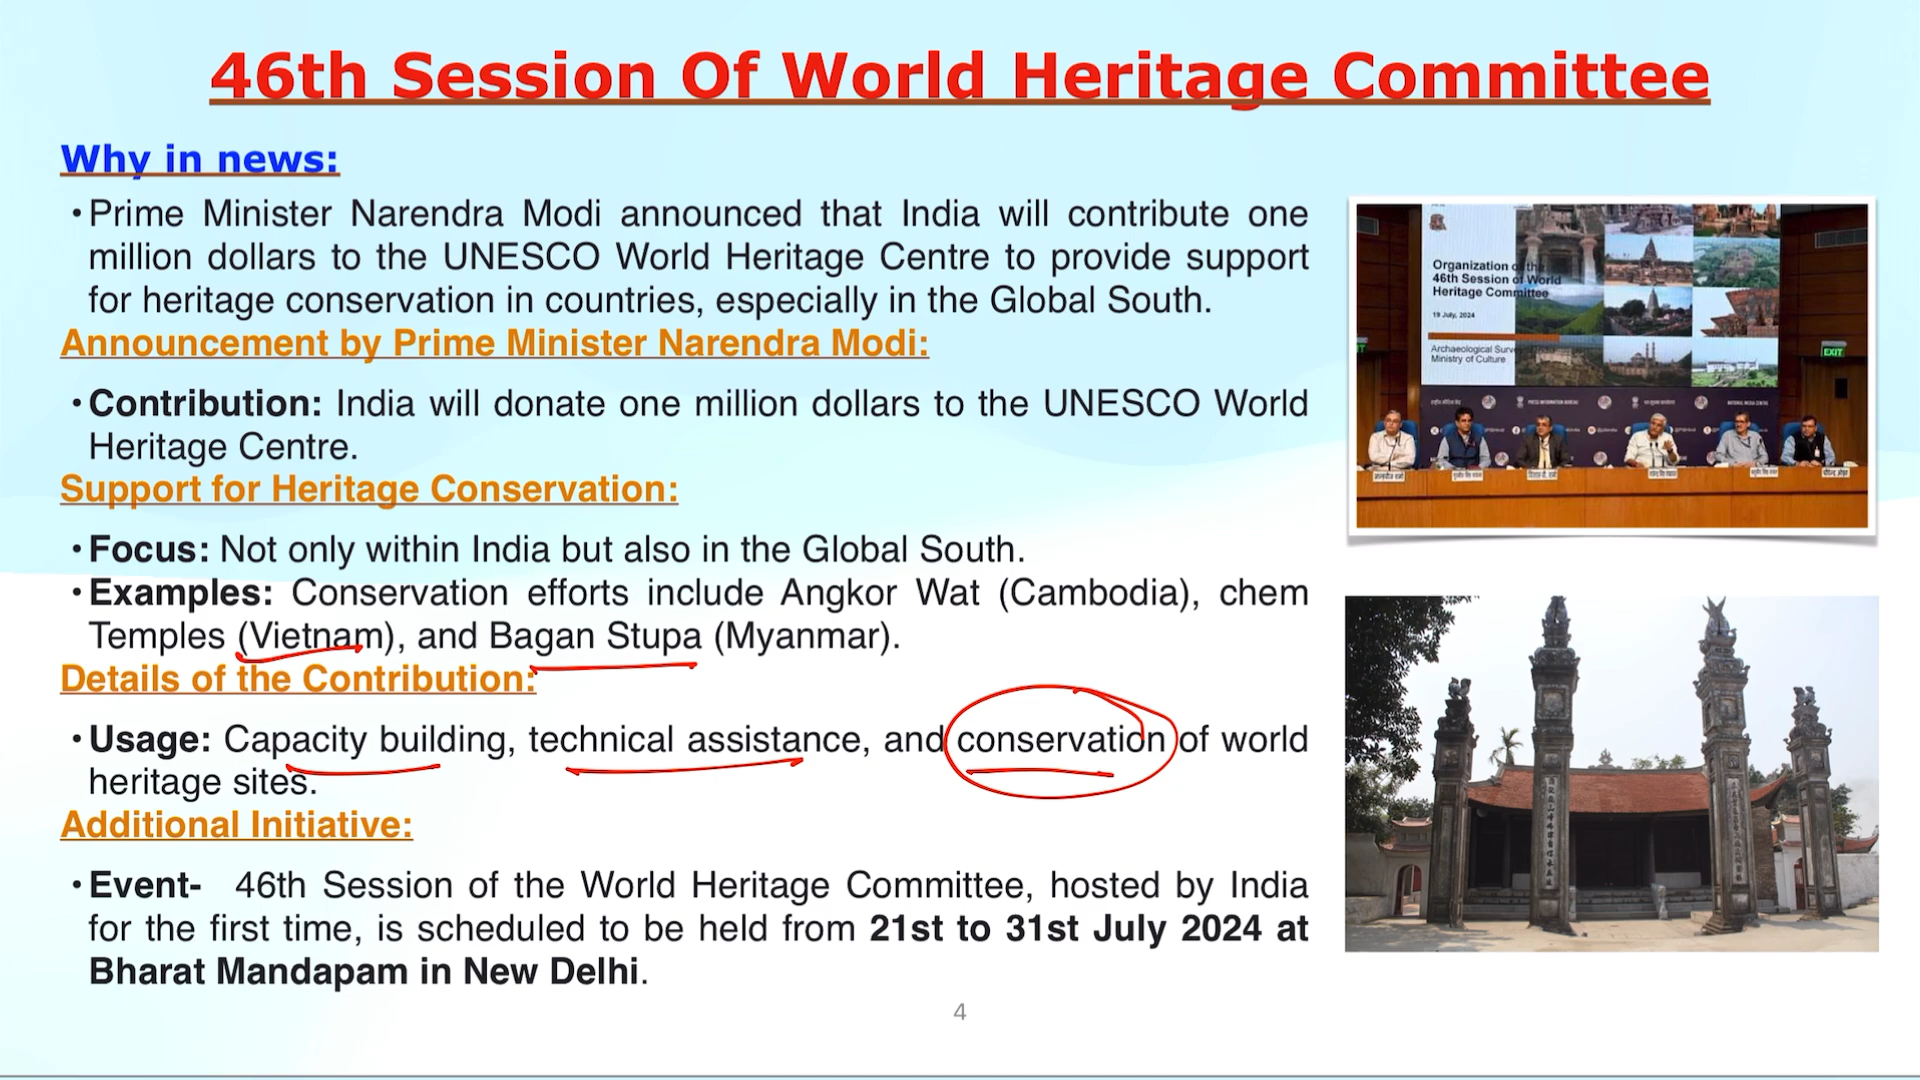 46th Session Of World Heritage Committee
Why in news:
• Prime Minister Narendra Modi announced that India will contribute one
million dollars to the UNESCO World Heritage Centre to provide support
for heritage conservation in countries, especially in the Global South.
Announcement by Prime Minister Narendra Modi:
• Contribution: India will donate one million dollars to the UNESCO World
Heritage Centre.
Support for Heritage Conservation:
• Focus: Not only within India but also in the Global South.
• Examples: Conservation efforts include Angkor Wat (Cambodia), chem
Temples (Vietnam), and Bagan Stupa (Myanmar).
Details of the Contribution:
• Usage: Capacity building, technical assistance, and conservation of world
heritage sites.
Additional Initiative:
• Event- 46th Session of the World Heritage Committee, hosted by India
for the first time, is scheduled to be held from 21st to 31st July 2024 at
Bharat Mandapam in New Delhi.
Organization of the
46th Session of World
Heritage Committee
19 July, 2024
Archaeological
Ministry of Culture
EXIT
PRESS INFORMATION BUREAU
NATIONAL MEDIA CENTRE
4